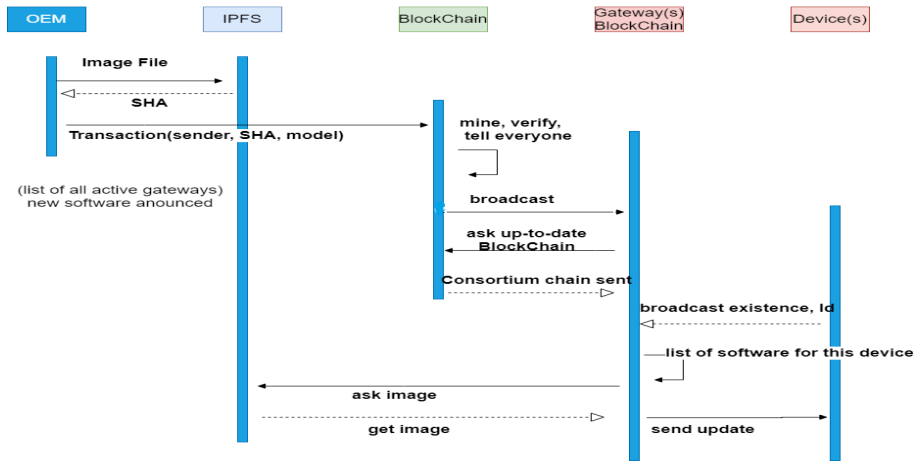 OEM
IPFS
BlockChain
Gateway(s)
BlockChain
Device(s)
Image File
SHA
Transaction(sender, SHA, model)
mine, verify,
tell everyone
(list of all active gateways)
new software anounced
broadcast
ask up-to-date
BlockChain
Consortium chain sent
broadcast existence, Id
list of software for this device
ask image
get image
send update